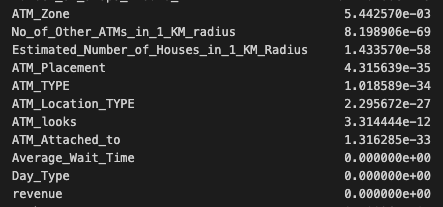 ATM_Zone 5.442570e-03
No_of_Other_ATMs_in_1_KM_radius 8.198906e-69
Estimated_Number_of_Houses_in_1_KM_Radius 1.433570e-58
ATM_Placement 4.315639e-35
ATM_TYPE 1.018589e-34
ATM_Location_TYPE 2.295672e-27
ATM_looks 3.314444e-12
ATM_Attached_to 1.316285e-33
Average_Wait_Time 0.000000e+00
Day_Type 0.000000e+00
revenue 0.000000e+00